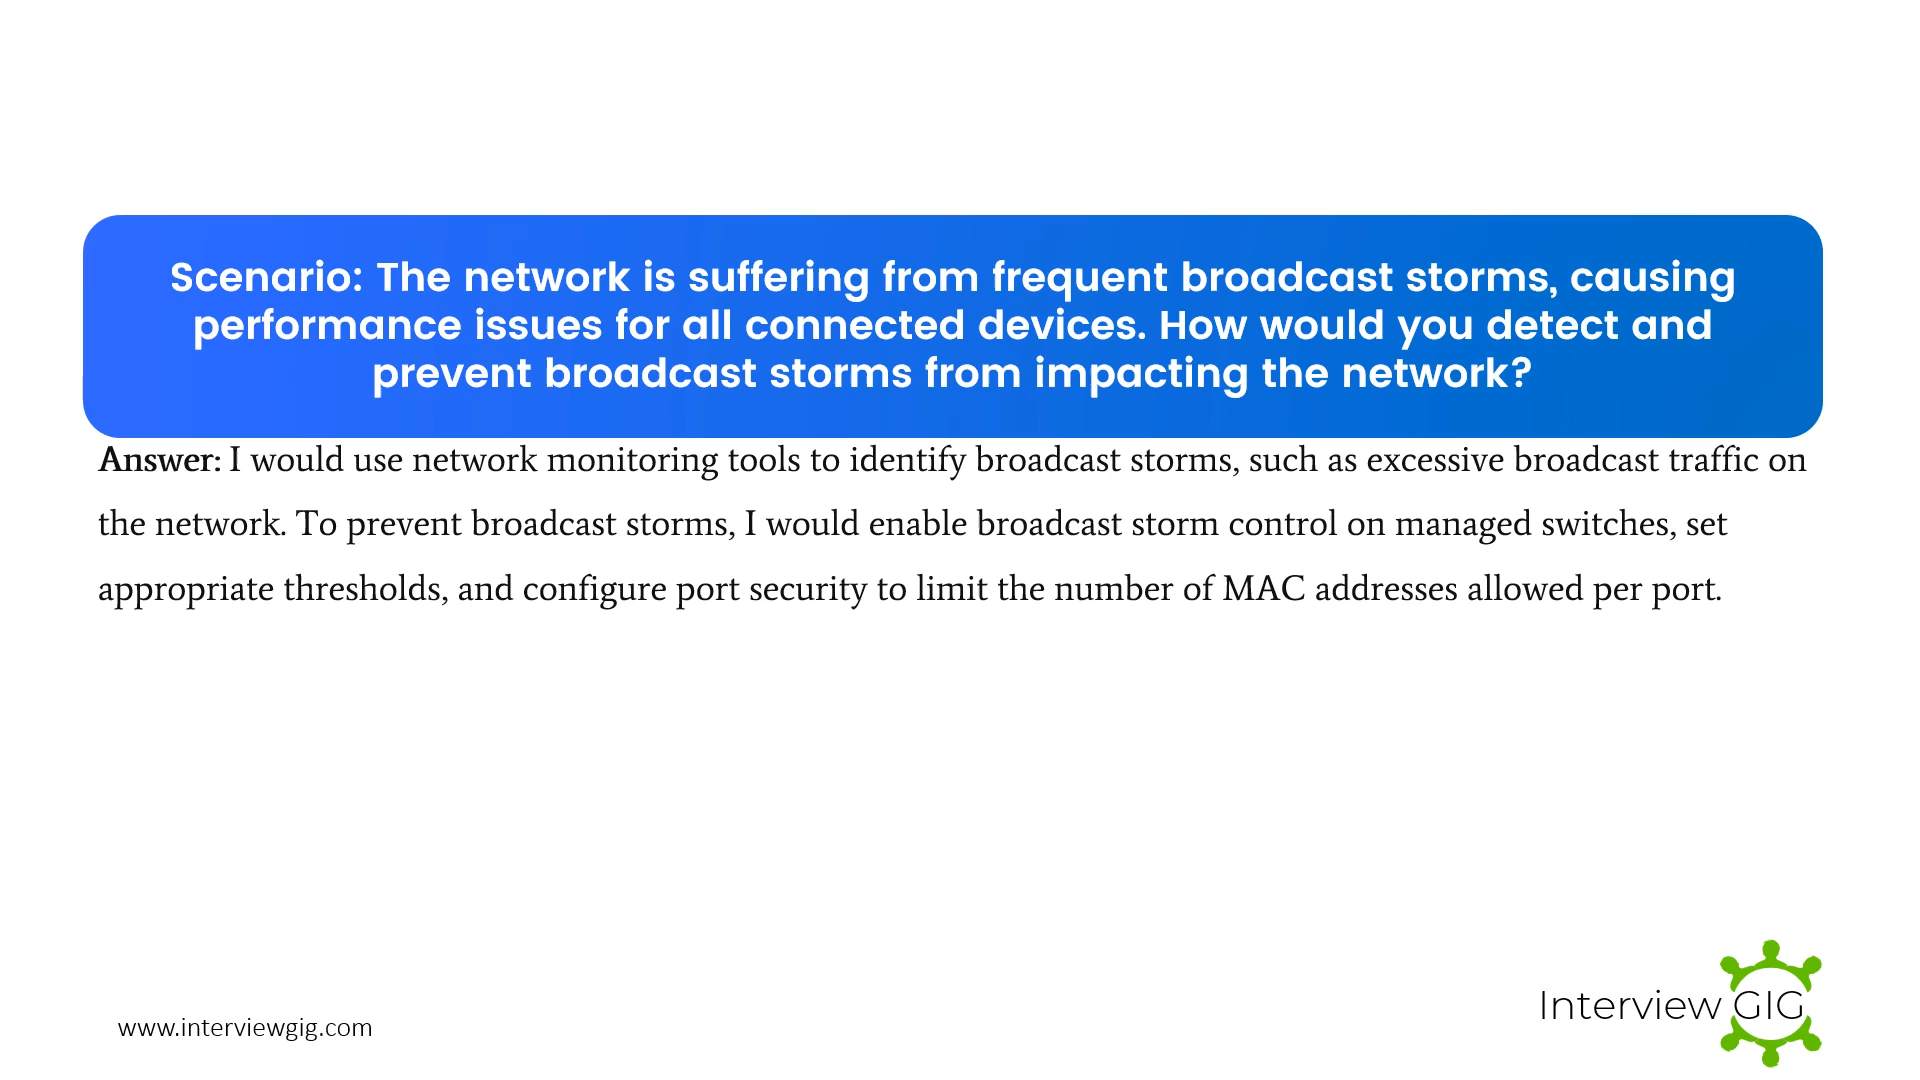 Scenario: The network is suffering from frequent broadcast storms, causing
performance issues for all connected devices. How would you detect and
prevent broadcast storms from impacting the network?
Answer: I would use network monitoring tools to identify broadcast storms, such as excessive broadcast traffic on
the network. To prevent broadcast storms, I would enable broadcast storm control on managed switches, set
appropriate thresholds, and configure port security to limit the number of MAC addresses allowed per port.
Interview GIG
www.interviewgig.com